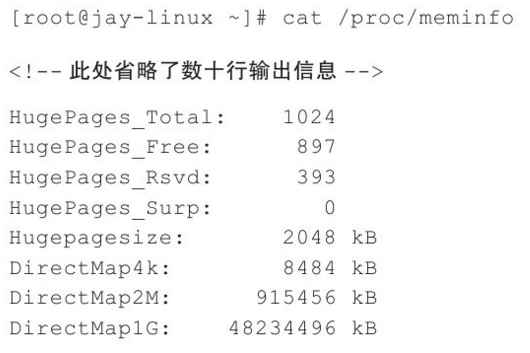 [root@jay-linux ~]# cat /proc/meminfo
<!-- 此处省略了数十行输出信息 -->
HugePages_Total:    1024
HugePages_Free:      897
HugePages_Rsvd:      393
HugePages_Surp:        0
Hugepagesize:       2048 kB
DirectMap4k:        8484 kB
DirectMap2M:      915456 kB
DirectMap1G:    48234496 kB